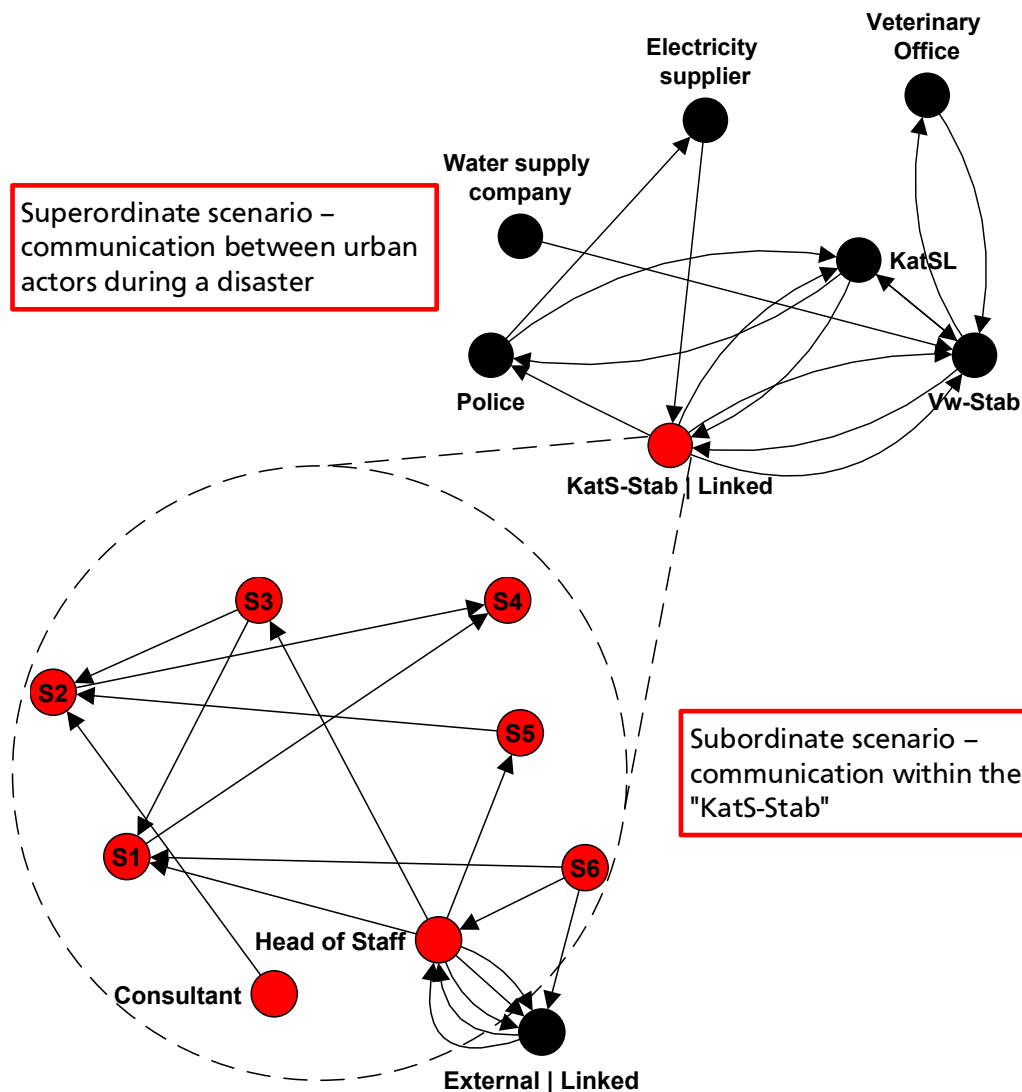 Veterinary
Office
Electricity
supplier
Water supply
company
Superordinate scenario –
communication between urban
actors during a disaster
KatSL
Police
Vw-Stab
KatS-Stab | Linked
S3
S4
S2
S5
Subordinate scenario –
communication within the
"KatS-Stab"
S1
S6
Head of Staff
Consultant
External | Linked